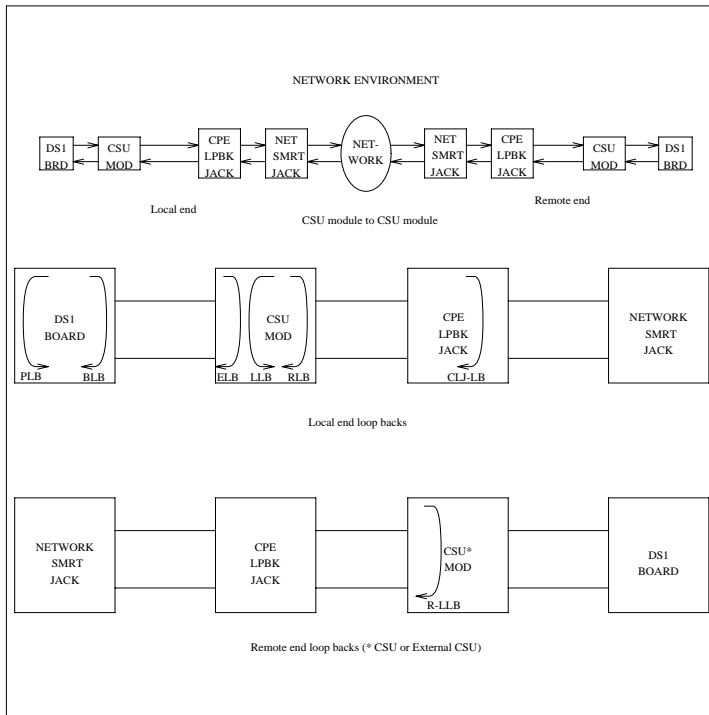 NETWORK ENVIRONMENT
DS1
BRD
CSU
MOD
CPE
LPBK
JACK
NET
SMRT
JACK
NET-
WORK
NET
SMRT
JACK
CPE
LPBK
JACK
CSU
MOD
DS1
BRD
Local end
Remote end
CSU module to CSU module
DS1
BOARD
PLB
BLB
CSU
MOD
ELB
LLB
RLB
CPE
LPBK
JACK
CLJ-LB
NETWORK
SMRT
JACK
Local end loop backs
NETWORK
SMRT
JACK
CPE
LPBK
JACK
CSU*
MOD
R-LLB
DS1
BOARD
Remote end loop backs (* CSU or External CSU)